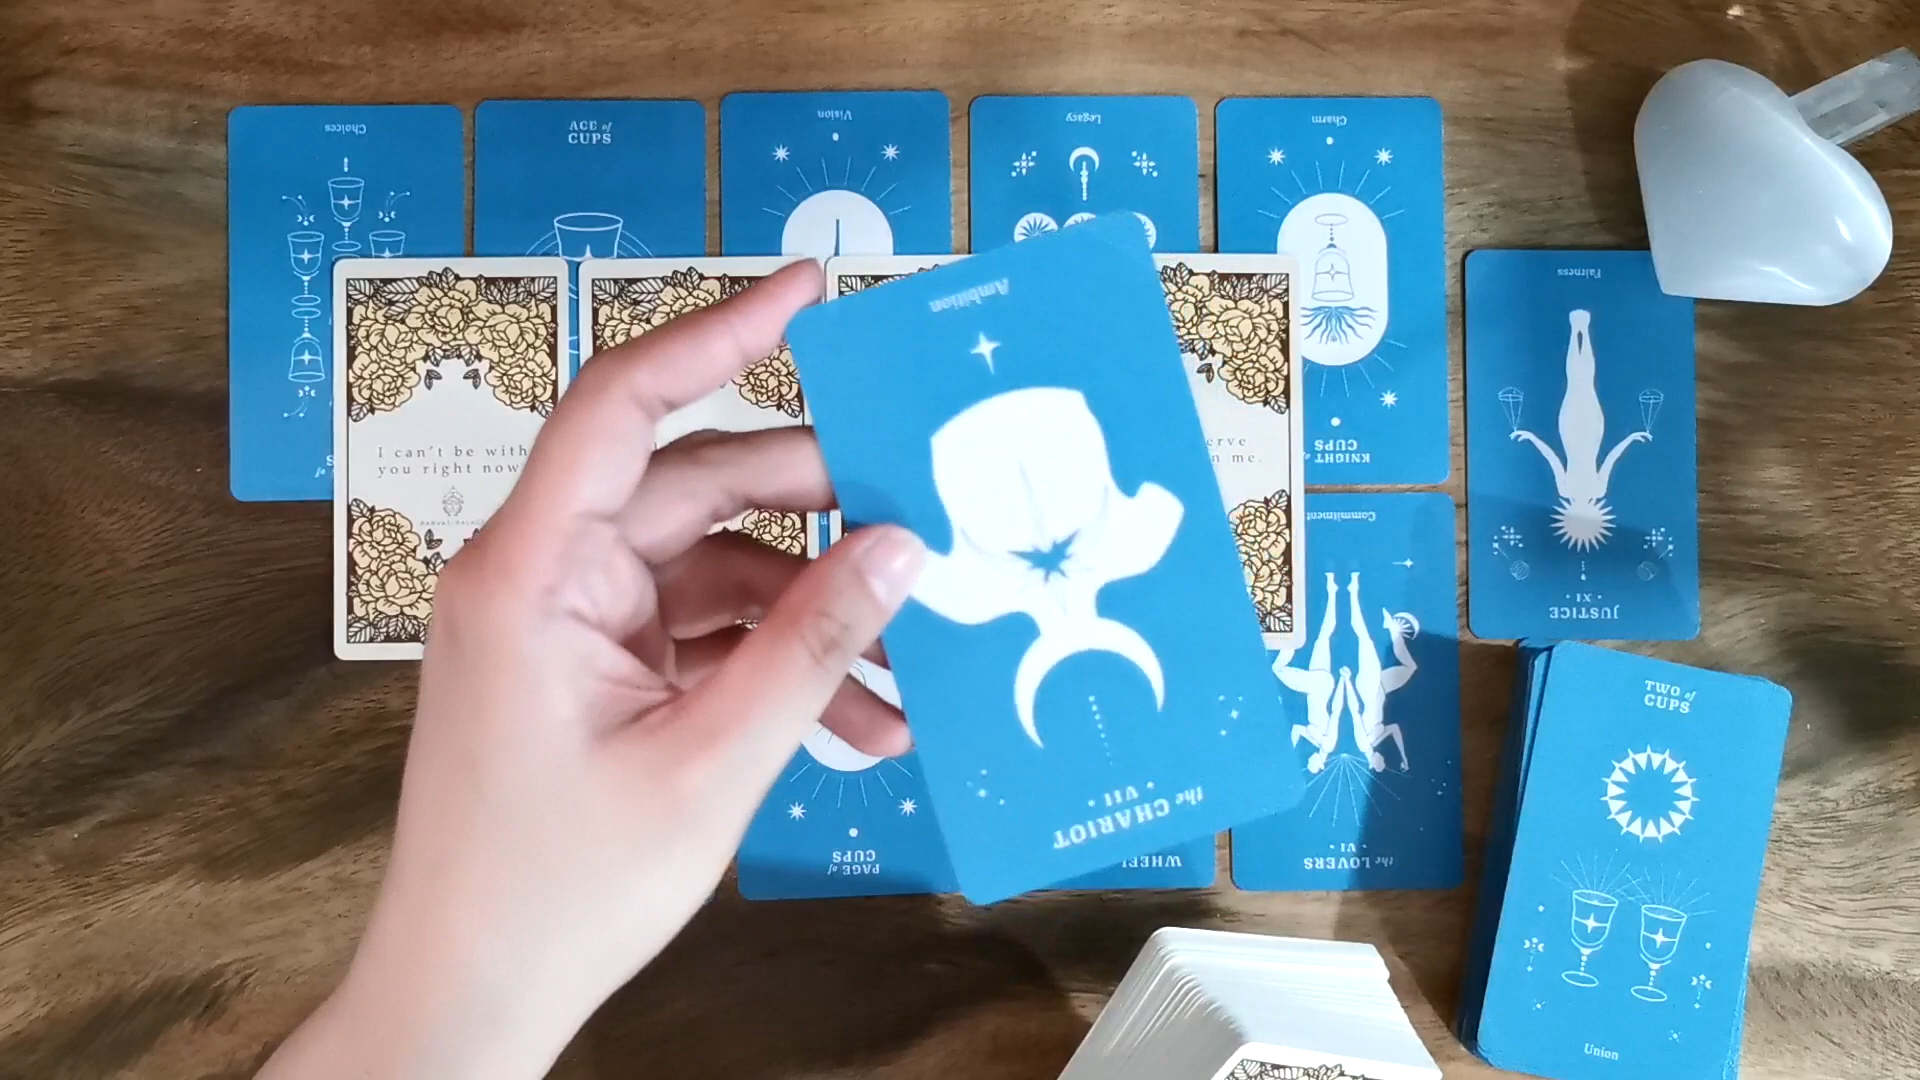 Choices
ACE of
CUPS
Vision
Legacy
Charm
KNIGHT of
CUPS
Fairness
• XI •
JUSTICE
I can't be with
you right now
Ambition
• VII •
the CHARIOT
me.
Commitment
• VI •
the LOVERS
PAGE of
CUPS
TWO of
CUPS
Union